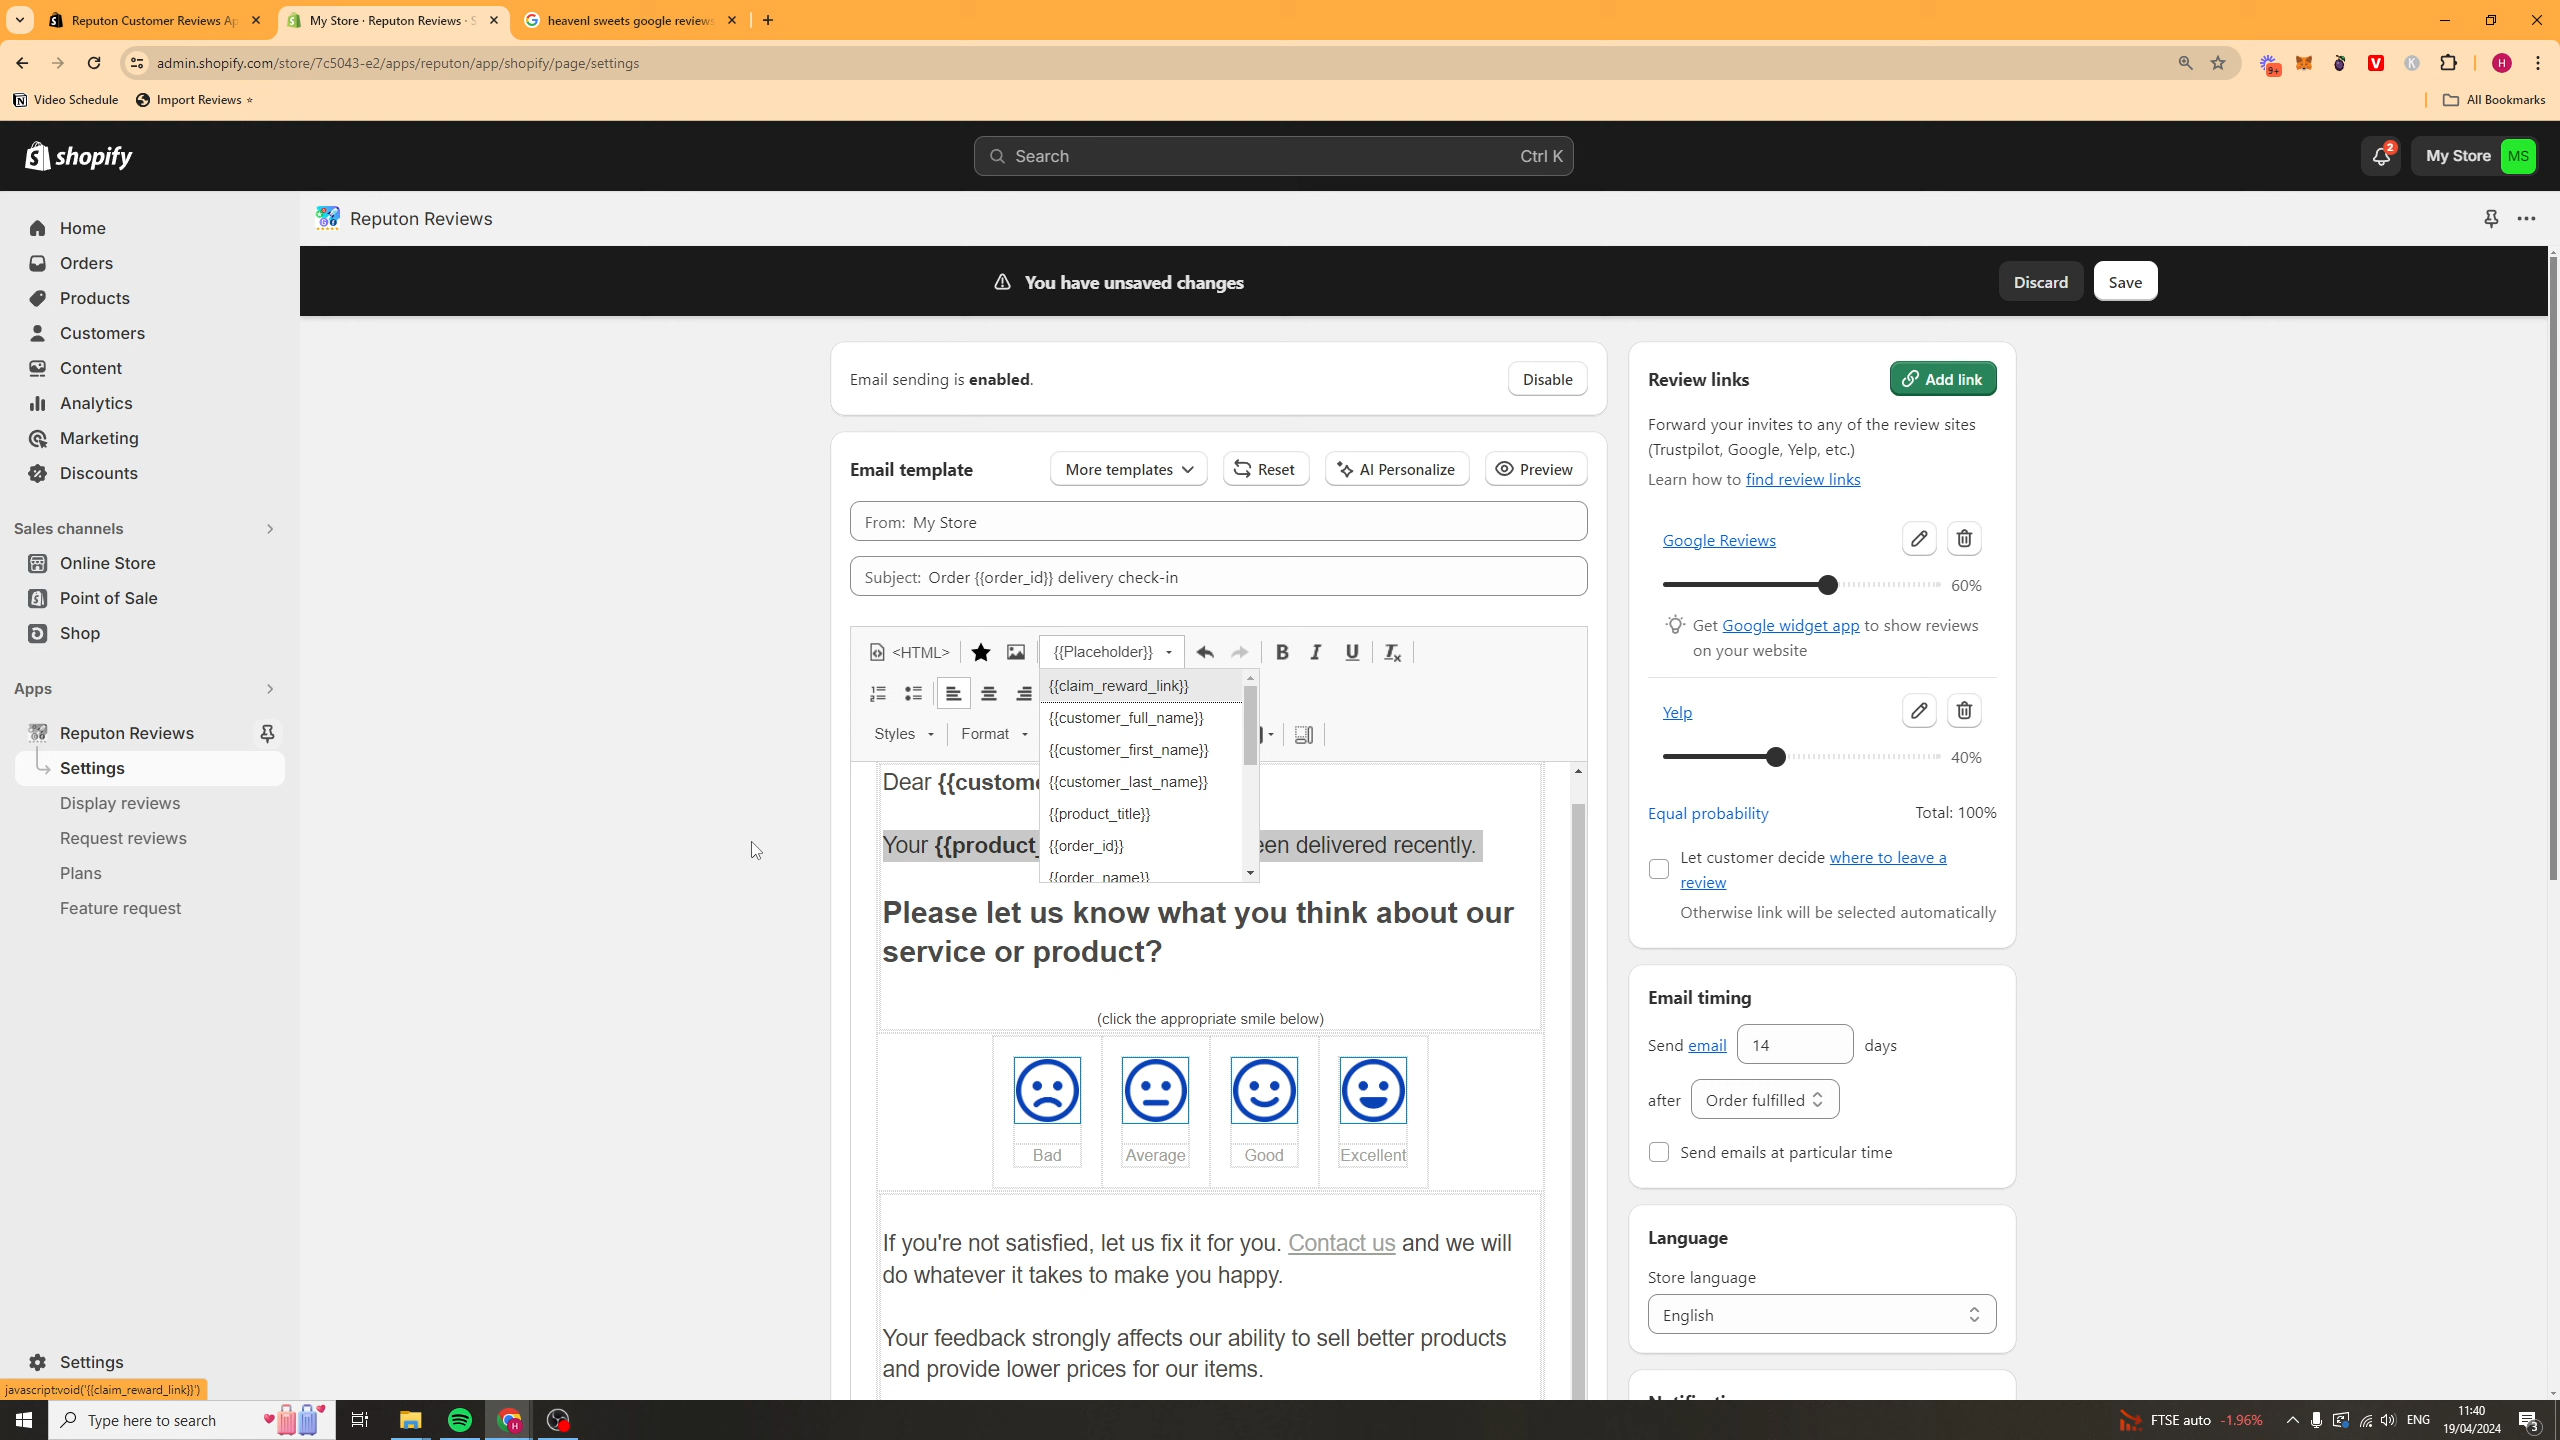 Reputon Customer Reviews Ap
My Store · Reputon Reviews · S
heavenl sweets google reviews
admin.shopify.com/store/7c5043-e2/apps/reputon/app/shopify/page/settings
9+
V
K
H
Video Schedule
Import Reviews ⭐
All Bookmarks
shopify
Search
Ctrl K
2
My Store
MS
Home
Orders
Products
Customers
Content
Analytics
Marketing
Discounts
Sales channels
Online Store
Point of Sale
Shop
Apps
Reputon Reviews
Settings
Display reviews
Request reviews
Plans
Feature request
Settings
javascript:void('{{claim_reward_link}}')
Reputon Reviews
You have unsaved changes
Discard
Save
Email sending is enabled.
Disable
Email template
More templates
Reset
AI Personalize
Preview
From: My Store
Subject: Order {{order_id}} delivery check-in
<HTML>
{{Placeholder}}
B I U Tx
Styles
Format
{{claim_reward_link}}
{{customer_full_name}}
{{customer_first_name}}
{{customer_last_name}}
{{product_title}}
{{order_id}}
{{order_name}}
Dear {{custome
Your {{product_ een delivered recently.
Please let us know what you think about our
service or product?
(click the appropriate smile below)
Bad
Average
Good
Excellent
If you're not satisfied, let us fix it for you. Contact us and we will
do whatever it takes to make you happy.
Your feedback strongly affects our ability to sell better products
and provide lower prices for our items.
Review links
Add link
Forward your invites to any of the review sites
(Trustpilot, Google, Yelp, etc.)
Learn how to find review links
Google Reviews
60%
Get Google widget app to show reviews
on your website
Yelp
40%
Equal probability
Total: 100%
Let customer decide where to leave a
review
Otherwise link will be selected automatically
Email timing
Send email 14 days
after Order fulfilled
Send emails at particular time
Language
Store language
English
Type here to search
FTSE auto -1.96%
ENG
11:40
19/04/2024
3